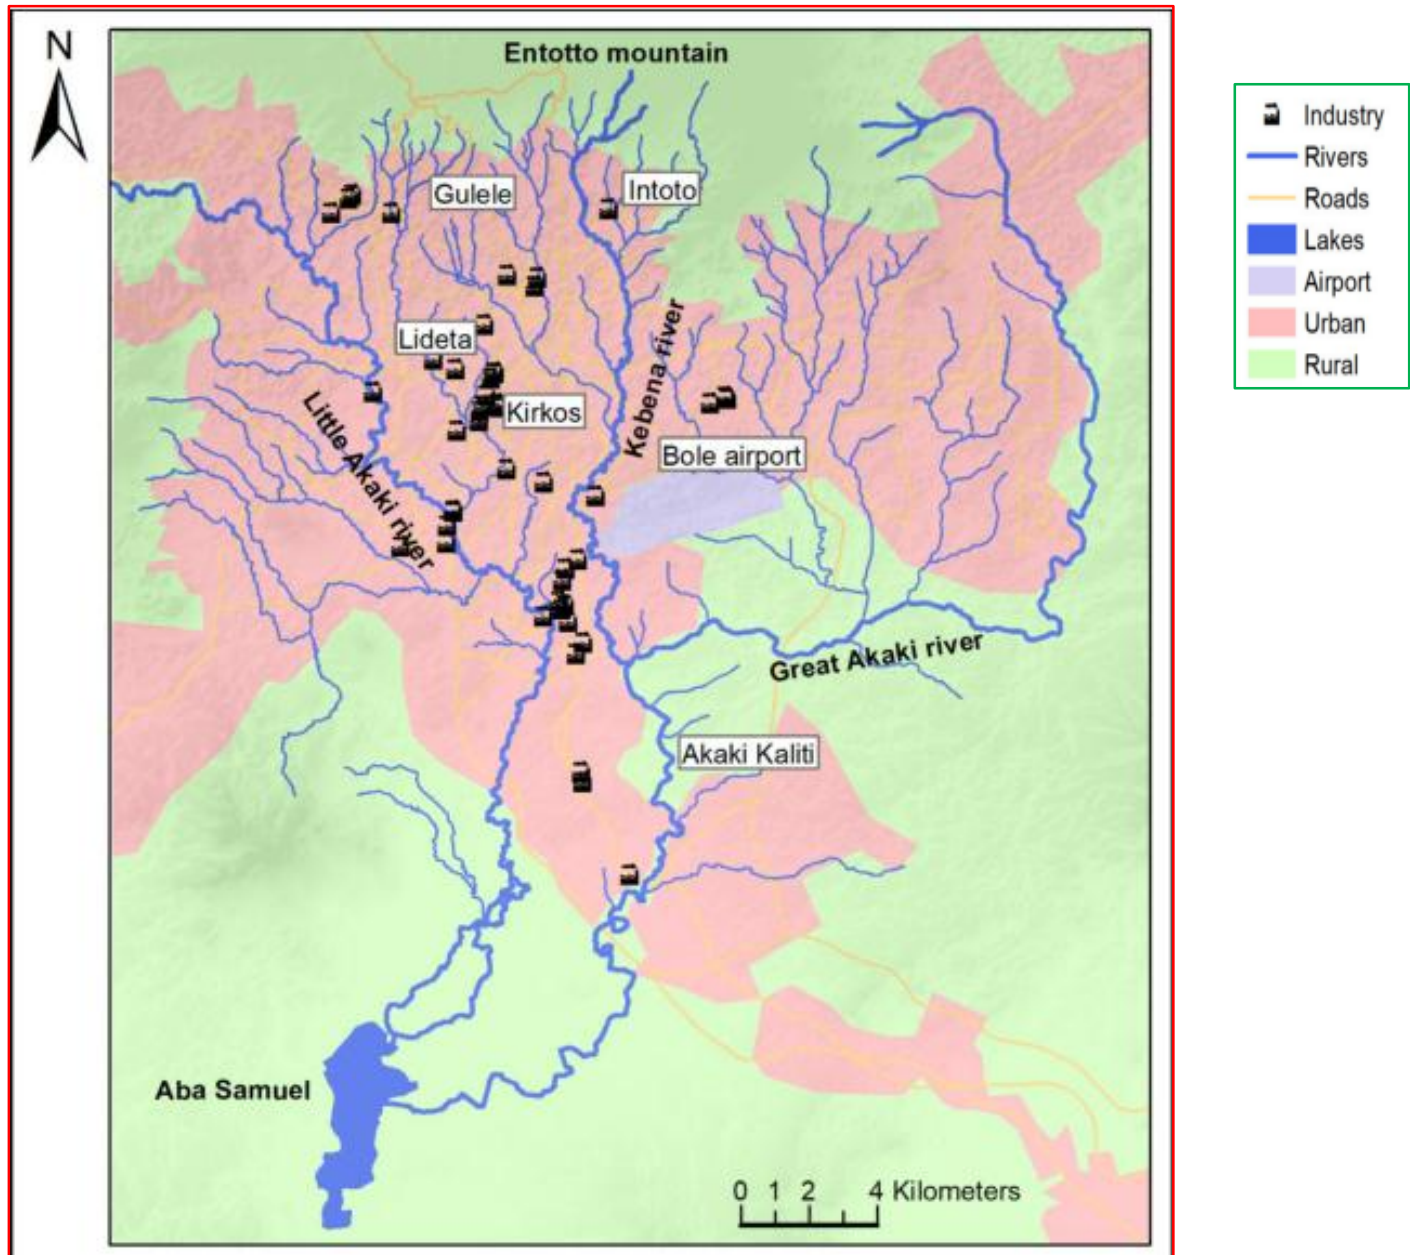 N
Entotto mountain
Gulele
Intoto
Lideta
Kirkos
Kebena river
Little Akaki river
Bole airport
Great Akaki river
Akaki Kaliti
Aba Samuel
0 1 2 4 Kilometers
Industry
Rivers
Roads
Lakes
Airport
Urban
Rural